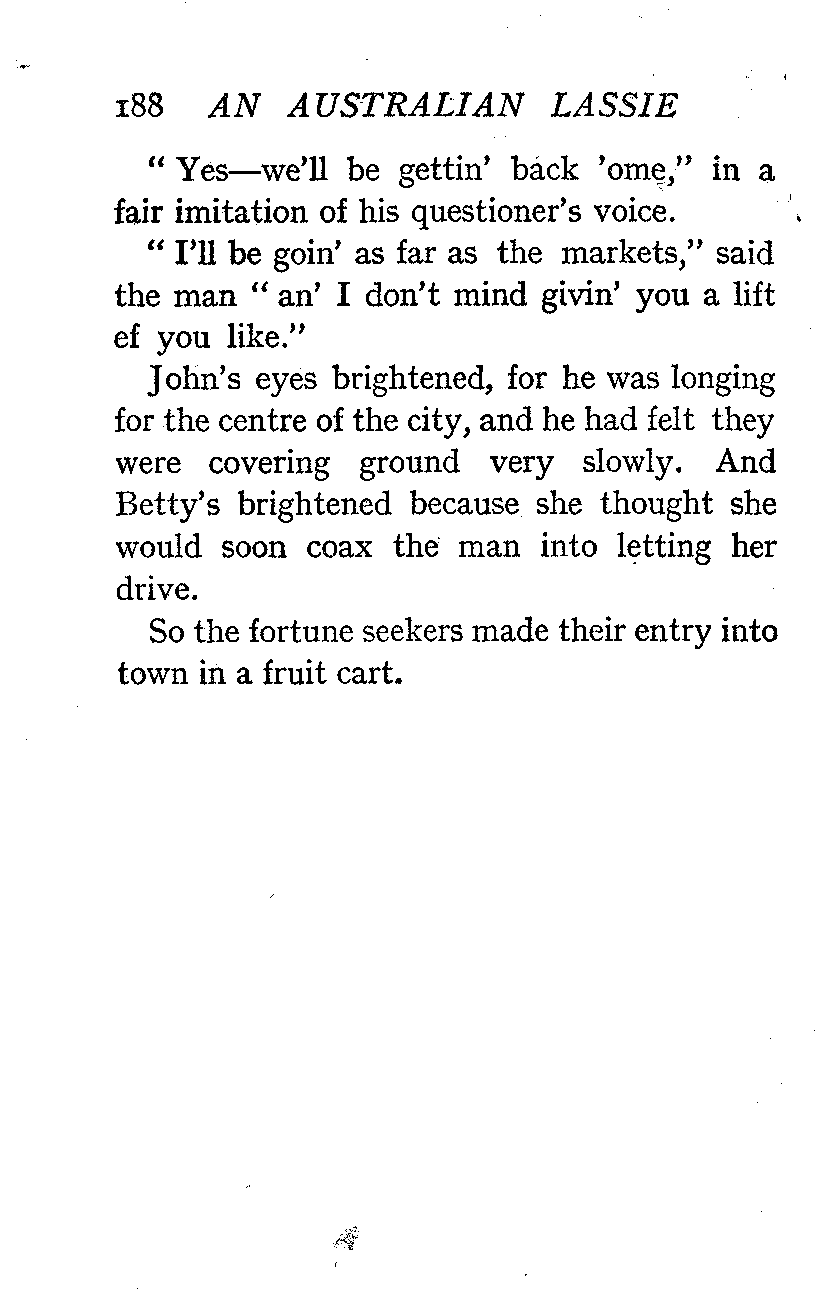 188 AN AUSTRALIAN LASSIE
“ Yes—we'll be gettin' back 'ome,” in a
fair imitation of his questioner's voice.
“ I'll be goin' as far as the markets,” said
the man “ an' I don't mind givin' you a lift
ef you like.”
John's eyes brightened, for he was longing
for the centre of the city, and he had felt they
were covering ground very slowly. And
Betty's brightened because she thought she
would soon coax the man into letting her
drive.
So the fortune seekers made their entry into
town in a fruit cart.